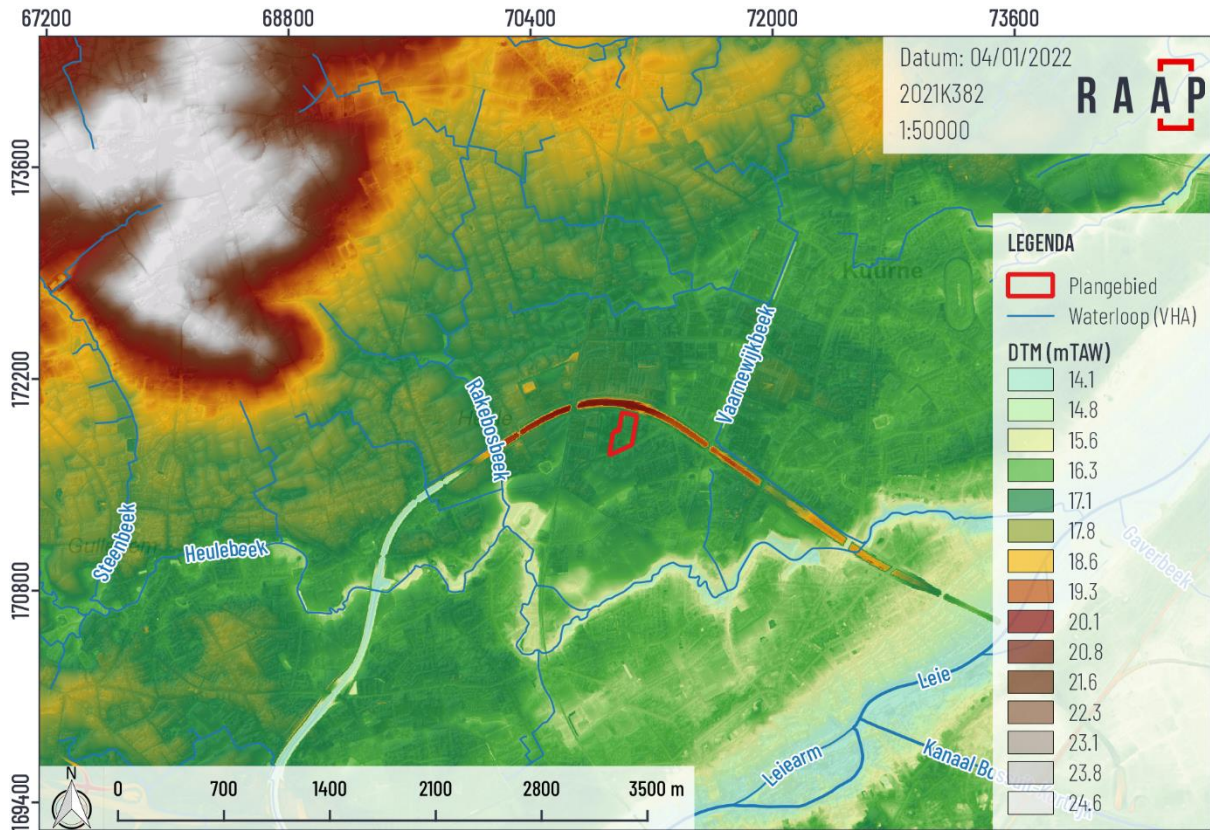 67200
68800
70400
72000
73600
Datum: 04/01/2022
2021K382
1:50000
RAAP
173600
172200
170800
169400
Kuurne
Heule
Gullegem
Steenbeek
Heulebeek
Rakebosbeek
Vaarnewijkbeek
Gaverbeek
Leie
Leiearm
LEGENDA
Plangebied
Waterloop (VHA)
DTM (mTAW)
14.1
14.8
15.6
16.3
17.1
17.8
18.6
19.3
20.1
20.8
21.6
22.3
23.1
23.8
24.6
N
0 700 1400 2100 2800 3500 m